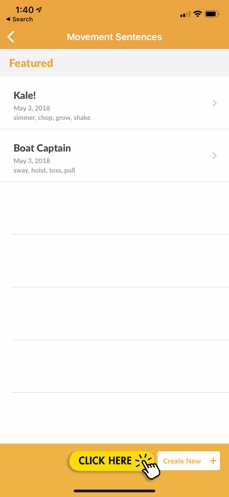 1:40
Search
Movement Sentences
Featured
Kale!
May 3, 2018
simmer, chop, grow, shake
Boat Captain
May 3, 2018
sway, hoist, toss, pull
CLICK HERE
Create New +